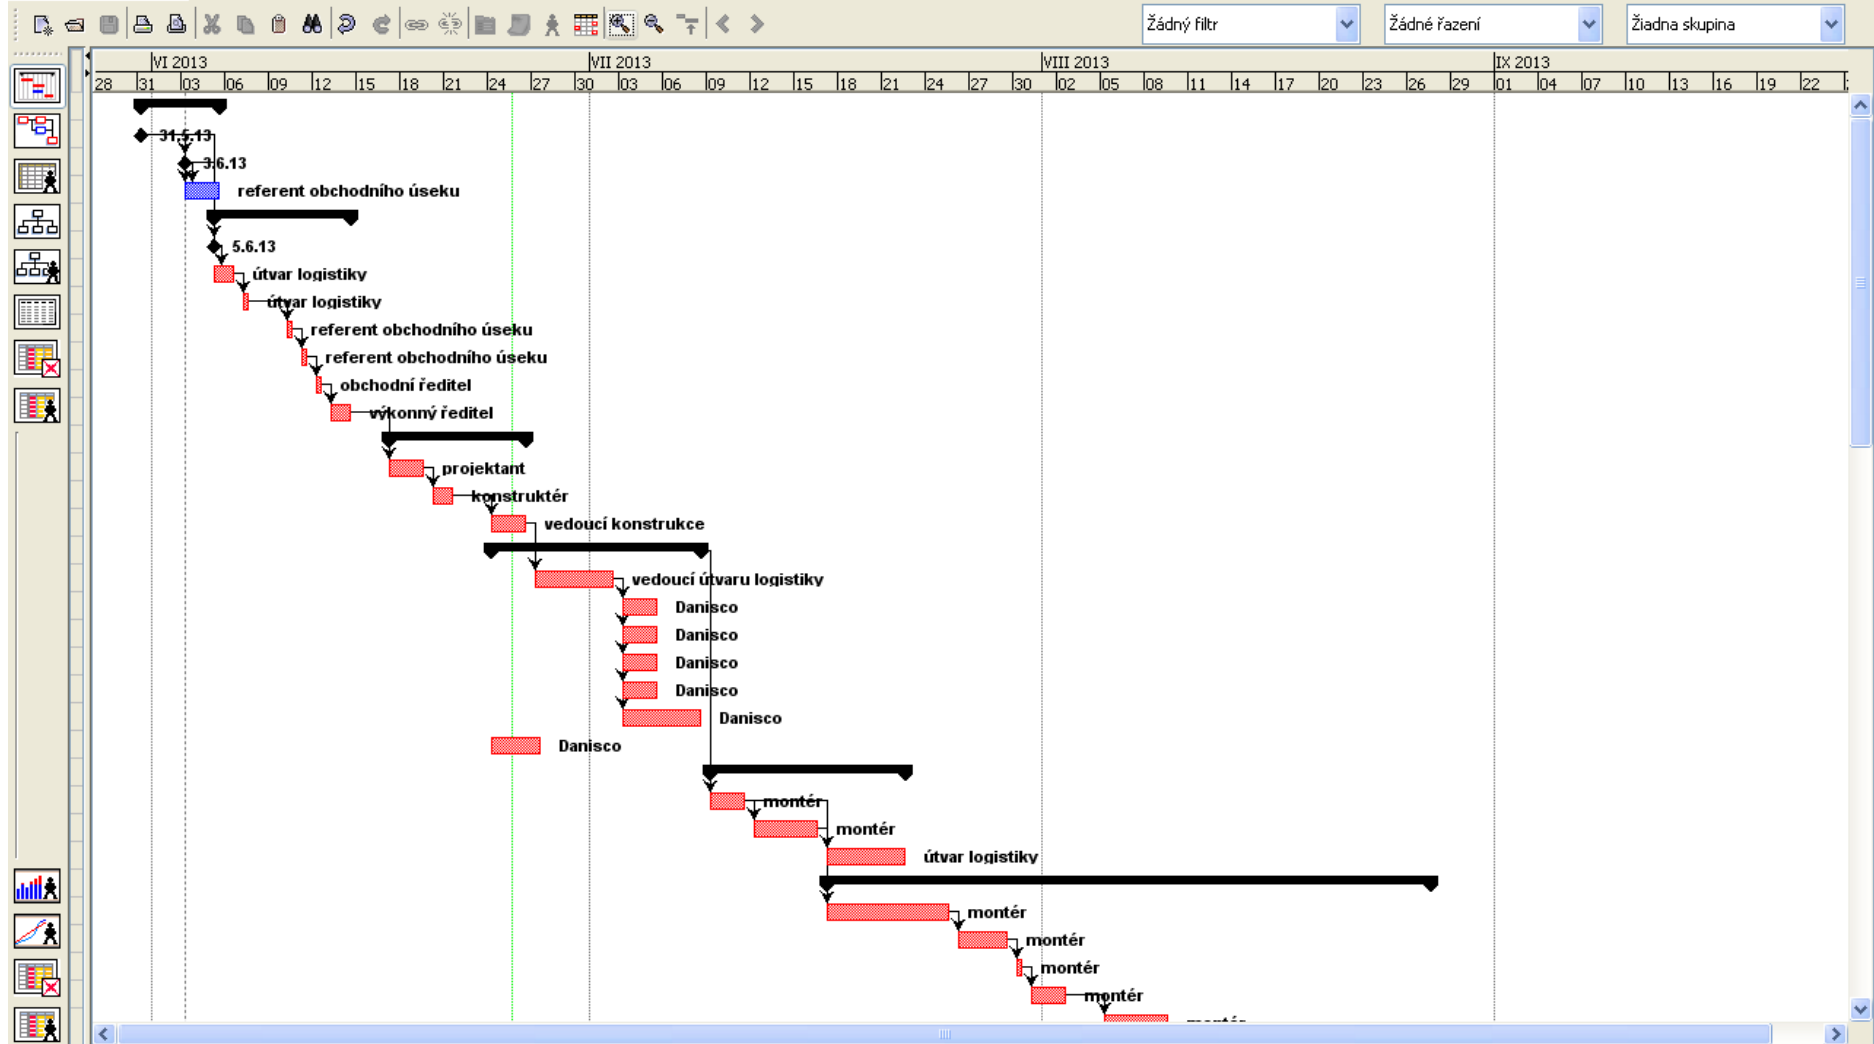 Žádný filtr Žádné řazení Žiadna skupina
VI 2013 VII 2013 VIII 2013 IX 2013
28 31 03 06 09 12 15 18 21 24 27 30 03 06 09 12 15 18 21 24 27 30 02 05 08 11 14 17 20 23 26 29 01 04 07 10 13 16 19 22
31.5.13
3.6.13
referent obchodního úseku
5.6.13
útvar logistiky
útvar logistiky
referent obchodního úseku
referent obchodního úseku
obchodní ředitel
výkonný ředitel
projektant
konstruktér
vedoucí konstrukce
vedoucí útvaru logistiky
Danisco
Danisco
Danisco
Danisco
Danisco
Danisco
montér
montér
útvar logistiky
montér
montér
montér
montér